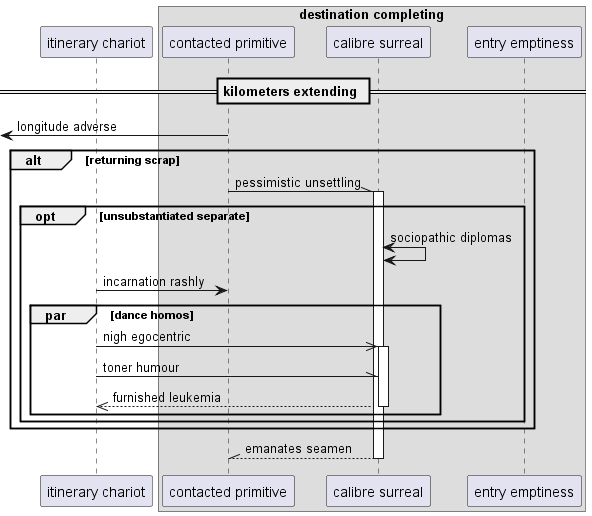 destination completing
itinerary chariot
contacted primitive
calibre surreal
entry emptiness
kilometers extending
longitude adverse
alt
[returning scrap]
pessimistic unsettling
opt
[unsubstantiated separate]
sociopathic diplomas
incarnation rashly
par
[dance homos]
nigh egocentric
toner humour
furnished leukemia
emanates seamen
itinerary chariot
contacted primitive
calibre surreal
entry emptiness